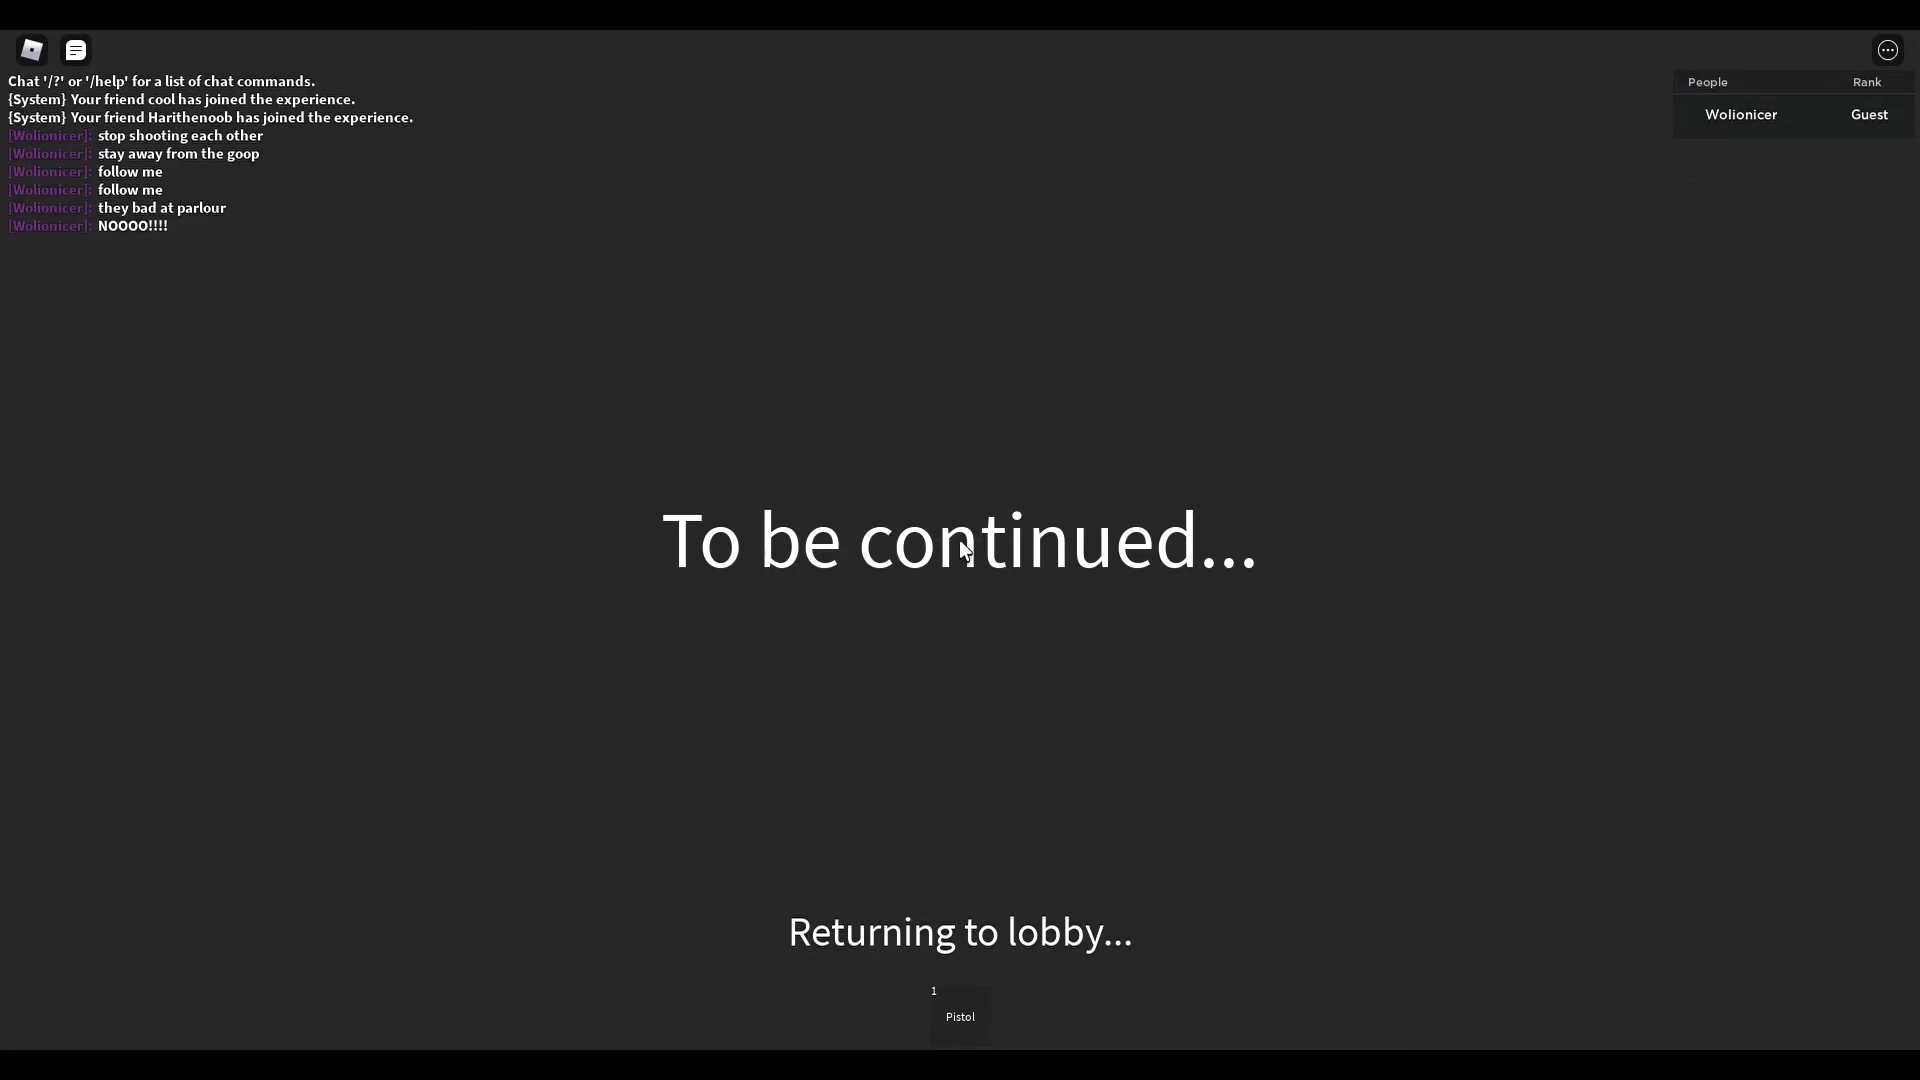 Chat '/?' or '/help' for a list of chat commands.
{System} Your friend cool has joined the experience.
{System} Your friend Harithenoob has joined the experience.
[Wolionicer]: stop shooting each other
[Wolionicer]: stay away from the goop
[Wolionicer]: follow me
[Wolionicer]: follow me
[Wolionicer]: they bad at parlour
[Wolionicer]: NOOOO!!!!
People Rank
Wolionicer Guest
To be continued...
Returning to lobby...
1
Pistol